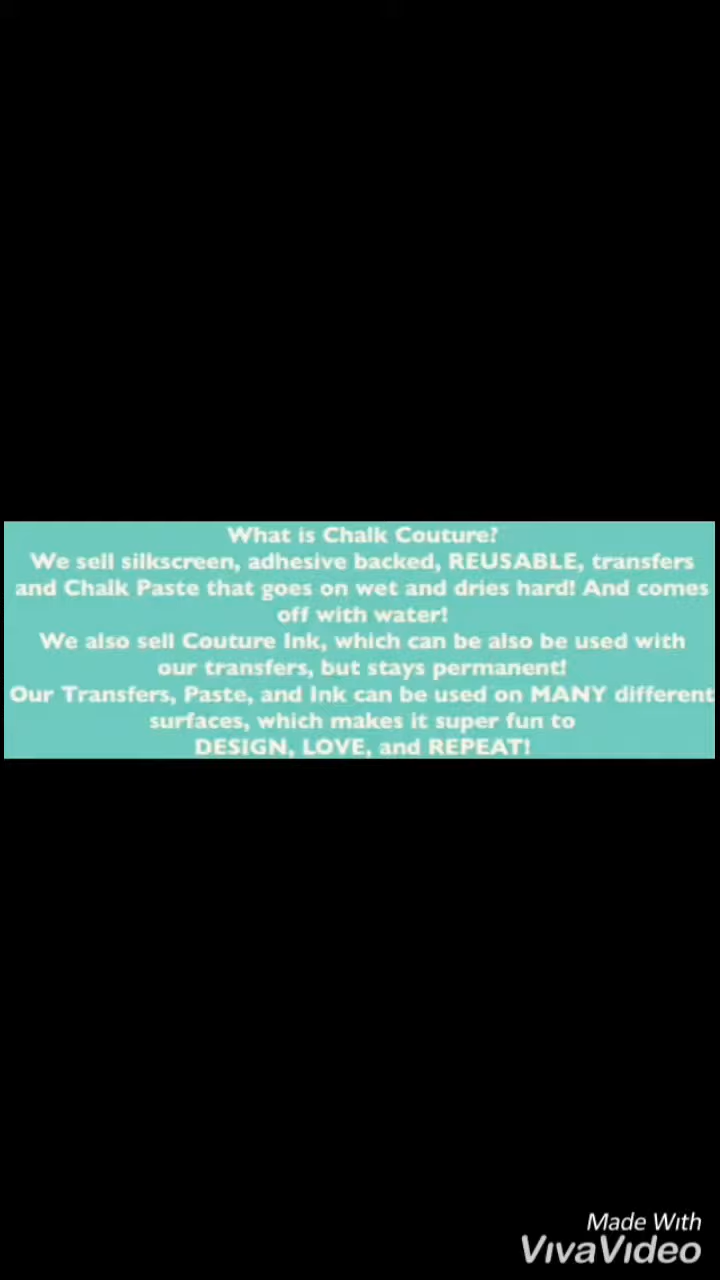 What is Chalk Couture?
We sell silkscreen, adhesive backed, REUSABLE, transfers
and Chalk Paste that goes on wet and dries hard! And comes
off with water!
We also sell Couture Ink, which can be also be used with
our transfers, but stays permanent!
Our Transfers, Paste, and Ink can be used on MANY different
surfaces, which makes it super fun to
DESIGN, LOVE, and REPEAT!
Made With
VivaVideo